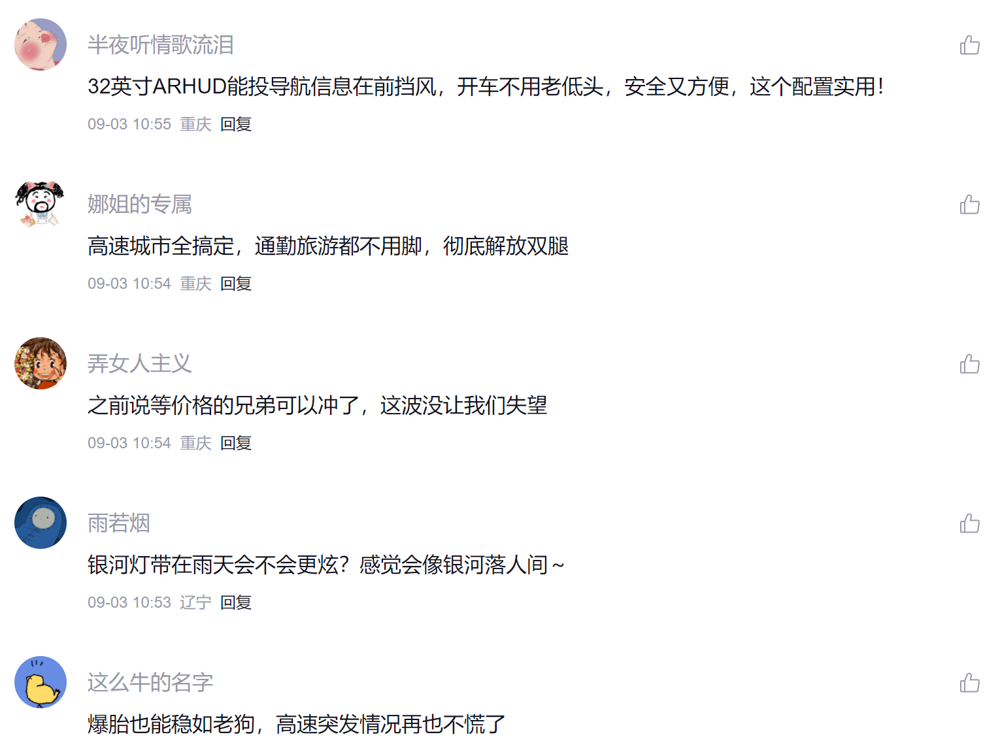 半夜听情歌流泪
32英寸ARHUD能投导航信息在前挡风，开车不用老低头，安全又方便，这个配置实用！
09-03 10:55 重庆 回复
娜姐的专属
高速城市全搞定，通勤旅游都不用脚，彻底解放双腿
09-03 10:54 重庆 回复
弄女人主义
之前说等价格的兄弟可以冲了，这波没让我们失望
09-03 10:54 重庆 回复
雨若烟
银河灯带在雨天会不会更炫？感觉会像银河落人间～
09-03 10:53 辽宁 回复
这么牛的名字
爆胎也能稳如老狗，高速突发情况再也不慌了